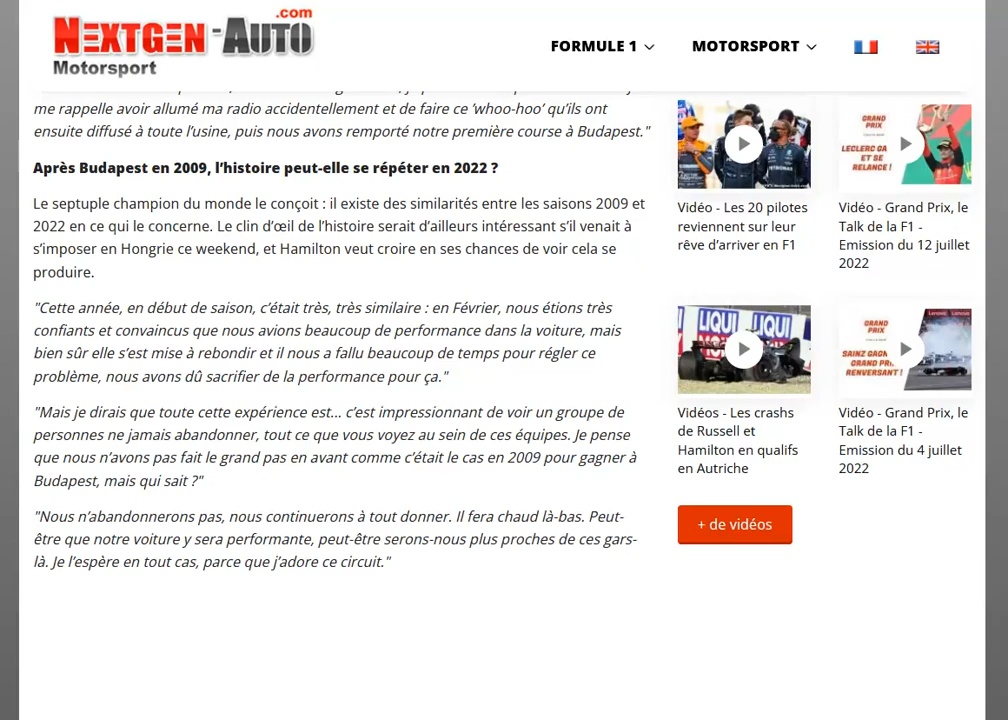 NEXTGEN-AUTO
.com
Motorsport
FORMULE 1
MOTORSPORT
me rappelle avoir allumé ma radio accidentellement et de faire ce ’whoo-hoo’ qu’ils ont
ensuite diffusé à toute l’usine, puis nous avons remporté notre première course à Budapest."
Après Budapest en 2009, l’histoire peut-elle se répéter en 2022 ?
Le septuple champion du monde le conçoit : il existe des similarités entre les saisons 2009 et
2022 en ce qui le concerne. Le clin d’œil de l’histoire serait d’ailleurs intéressant s’il venait à
s’imposer en Hongrie ce weekend, et Hamilton veut croire en ses chances de voir cela se
produire.
"Cette année, en début de saison, c’était très, très similaire : en Février, nous étions très
confiants et convaincus que nous avions beaucoup de performance dans la voiture, mais
bien sûr elle s’est mise à rebondir et il nous a fallu beaucoup de temps pour régler ce
problème, nous avons dû sacrifier de la performance pour ça."
"Mais je dirais que toute cette expérience est... c’est impressionnant de voir un groupe de
personnes ne jamais abandonner, tout ce que vous voyez au sein de ces équipes. Je pense
que nous n’avons pas fait le grand pas en avant comme c’était le cas en 2009 pour gagner à
Budapest, mais qui sait ?"
"Nous n’abandonnerons pas, nous continuerons à tout donner. Il fera chaud là-bas. Peut-
être que notre voiture y sera performante, peut-être serons-nous plus proches de ces gars-
là. Je l’espère en tout cas, parce que j’adore ce circuit."
Vidéo - Les 20 pilotes
reviennent sur leur
rêve d’arriver en F1
GRAND
PRIX
LECLERC GA
ET SE
RELANCE !
Vidéo - Grand Prix, le
Talk de la F1 -
Emission du 12 juillet
2022
LIQUI LIQUI
Vidéos - Les crashs
de Russell et
Hamilton en qualifs
en Autriche
GRAND
PRIX
SAINZ GAGN
GRAND PR
RENVERSANT !
Vidéo - Grand Prix, le
Talk de la F1 -
Emission du 4 juillet
2022
+ de vidéos